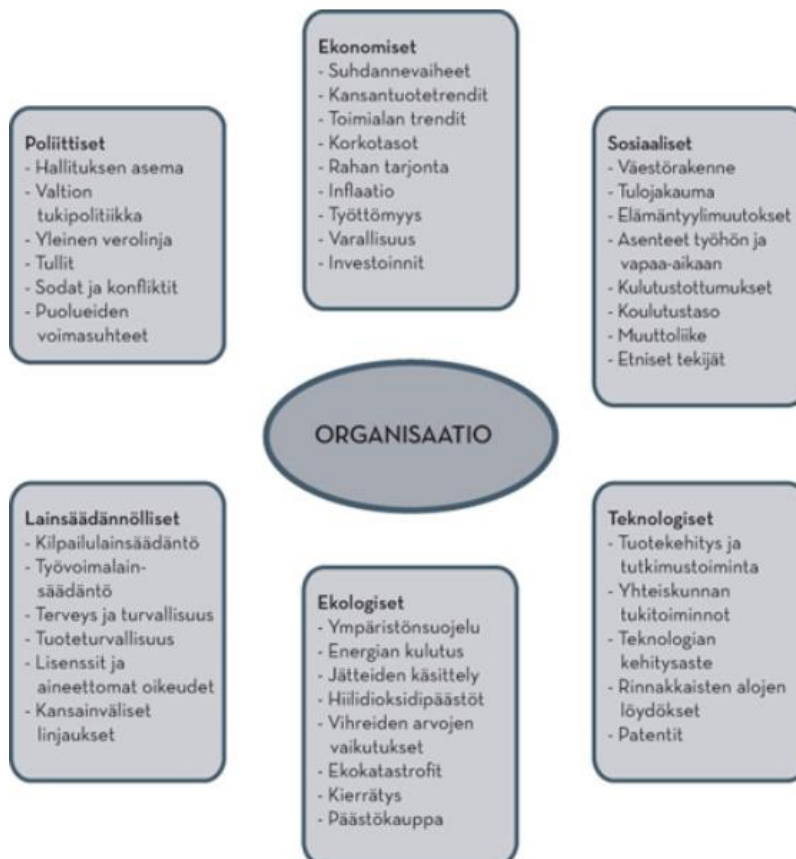 Ekonomiset
- Suhdannevaiheet
- Kansantuotetrendit
- Toimialan trendit
- Korkotasot
- Rahan tarjonta
- Inflaatio
- Työttömyys
- Varallisuus
- Investoinnit
Poliittiset
- Hallituksen asema
- Valtion
tukipolitiikka
- Yleinen verolinja
- Tullit
- Sodat ja konfliktit
- Puolueiden
voimasuhteet
Sosiaaliset
- Väestörakenne
- Tulojakauma
- Elämäntyylimuutokset
- Asenteet työhön ja
vapaa-aikaan
- Kulutustottumukset
- Koulutustaso
- Muuttoliike
- Etniset tekijät
ORGANISAATIO
Lainsäädännölliset
- Kilpailulainsäädäntö
- Työvoimalain-
säädäntö
- Terveys ja turvallisuus
- Tuoteturvallisuus
- Lisenssit ja
aineettomat oikeudet
- Kansainväliset
linjaukset
Ekologiset
- Ympäristönsuojelu
- Energian kulutus
- Jätteiden käsittely
- Hiilidioksidipäästöt
- Vihreiden arvojen
vaikutukset
- Ekokatastrofit
- Kierrätys
- Päästökauppa
Teknologiset
- Tuotekehitys ja
tutkimustoiminta
- Yhteiskunnan
tukitoiminnot
- Teknologian
kehitysaste
- Rinnakkaisten alojen
löydökset
- Patentit